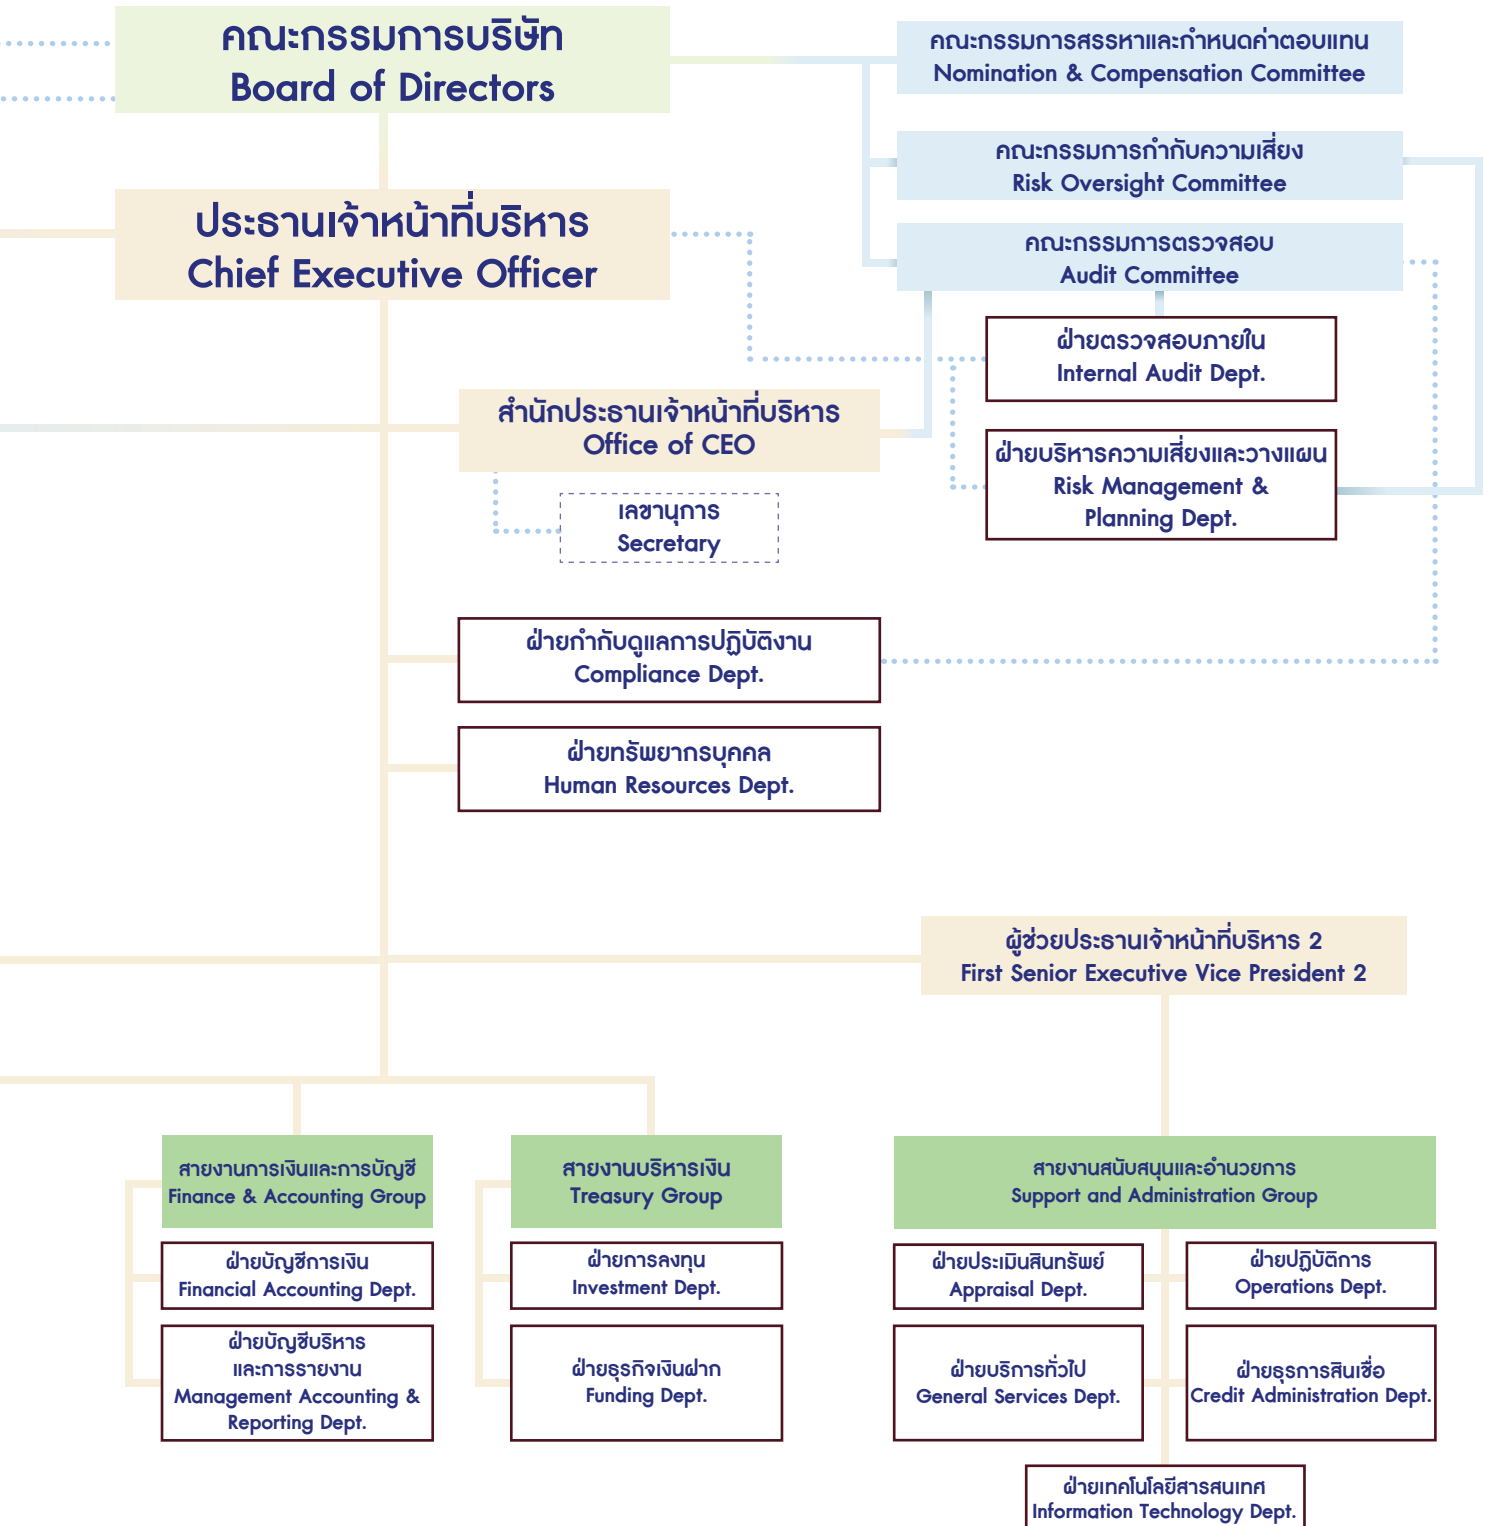 คณะกรรมการบริษัท
Board of Directors
คณะกรรมการสรรหาและกำหนดค่าตอบแทน
Nomination & Compensation Committee
คณะกรรมการกำกับความเสี่ยง
Risk Oversight Committee
ประธานเจ้าหน้าที่บริหาร
Chief Executive Officer
คณะกรรมการตรวจสอบ
Audit Committee
ฝ่ายตรวจสอบภายใน
Internal Audit Dept.
สำนักประธานเจ้าหน้าที่บริหาร
Office of CEO
ฝ่ายบริหารความเสี่ยงและวางแผน
Risk Management &
Planning Dept.
เลขานุการ
Secretary
ฝ่ายกำกับดูแลการปฏิบัติงาน
Compliance Dept.
ฝ่ายทรัพยากรบุคคล
Human Resources Dept.
ผู้ช่วยประธานเจ้าหน้าที่บริหาร 2
First Senior Executive Vice President 2
สายงานการเงินและการบัญชี
Finance & Accounting Group
ฝ่ายบัญชีการเงิน
Financial Accounting Dept.
ฝ่ายบัญชีบริหาร
และการรายงาน
Management Accounting &
Reporting Dept.
สายงานบริหารเงิน
Treasury Group
ฝ่ายการลงทุน
Investment Dept.
ฝ่ายธุรกิจเงินฝาก
Funding Dept.
สายงานสนับสนุนและอำนวยการ
Support and Administration Group
ฝ่ายประเมินสินทรัพย์
Appraisal Dept.
ฝ่ายปฏิบัติการ
Operations Dept.
ฝ่ายบริการทั่วไป
General Services Dept.
ฝ่ายธุรการสินเชื่อ
Credit Administration Dept.
ฝ่ายเทคโนโลยีสารสนเทศ
Information Technology Dept.